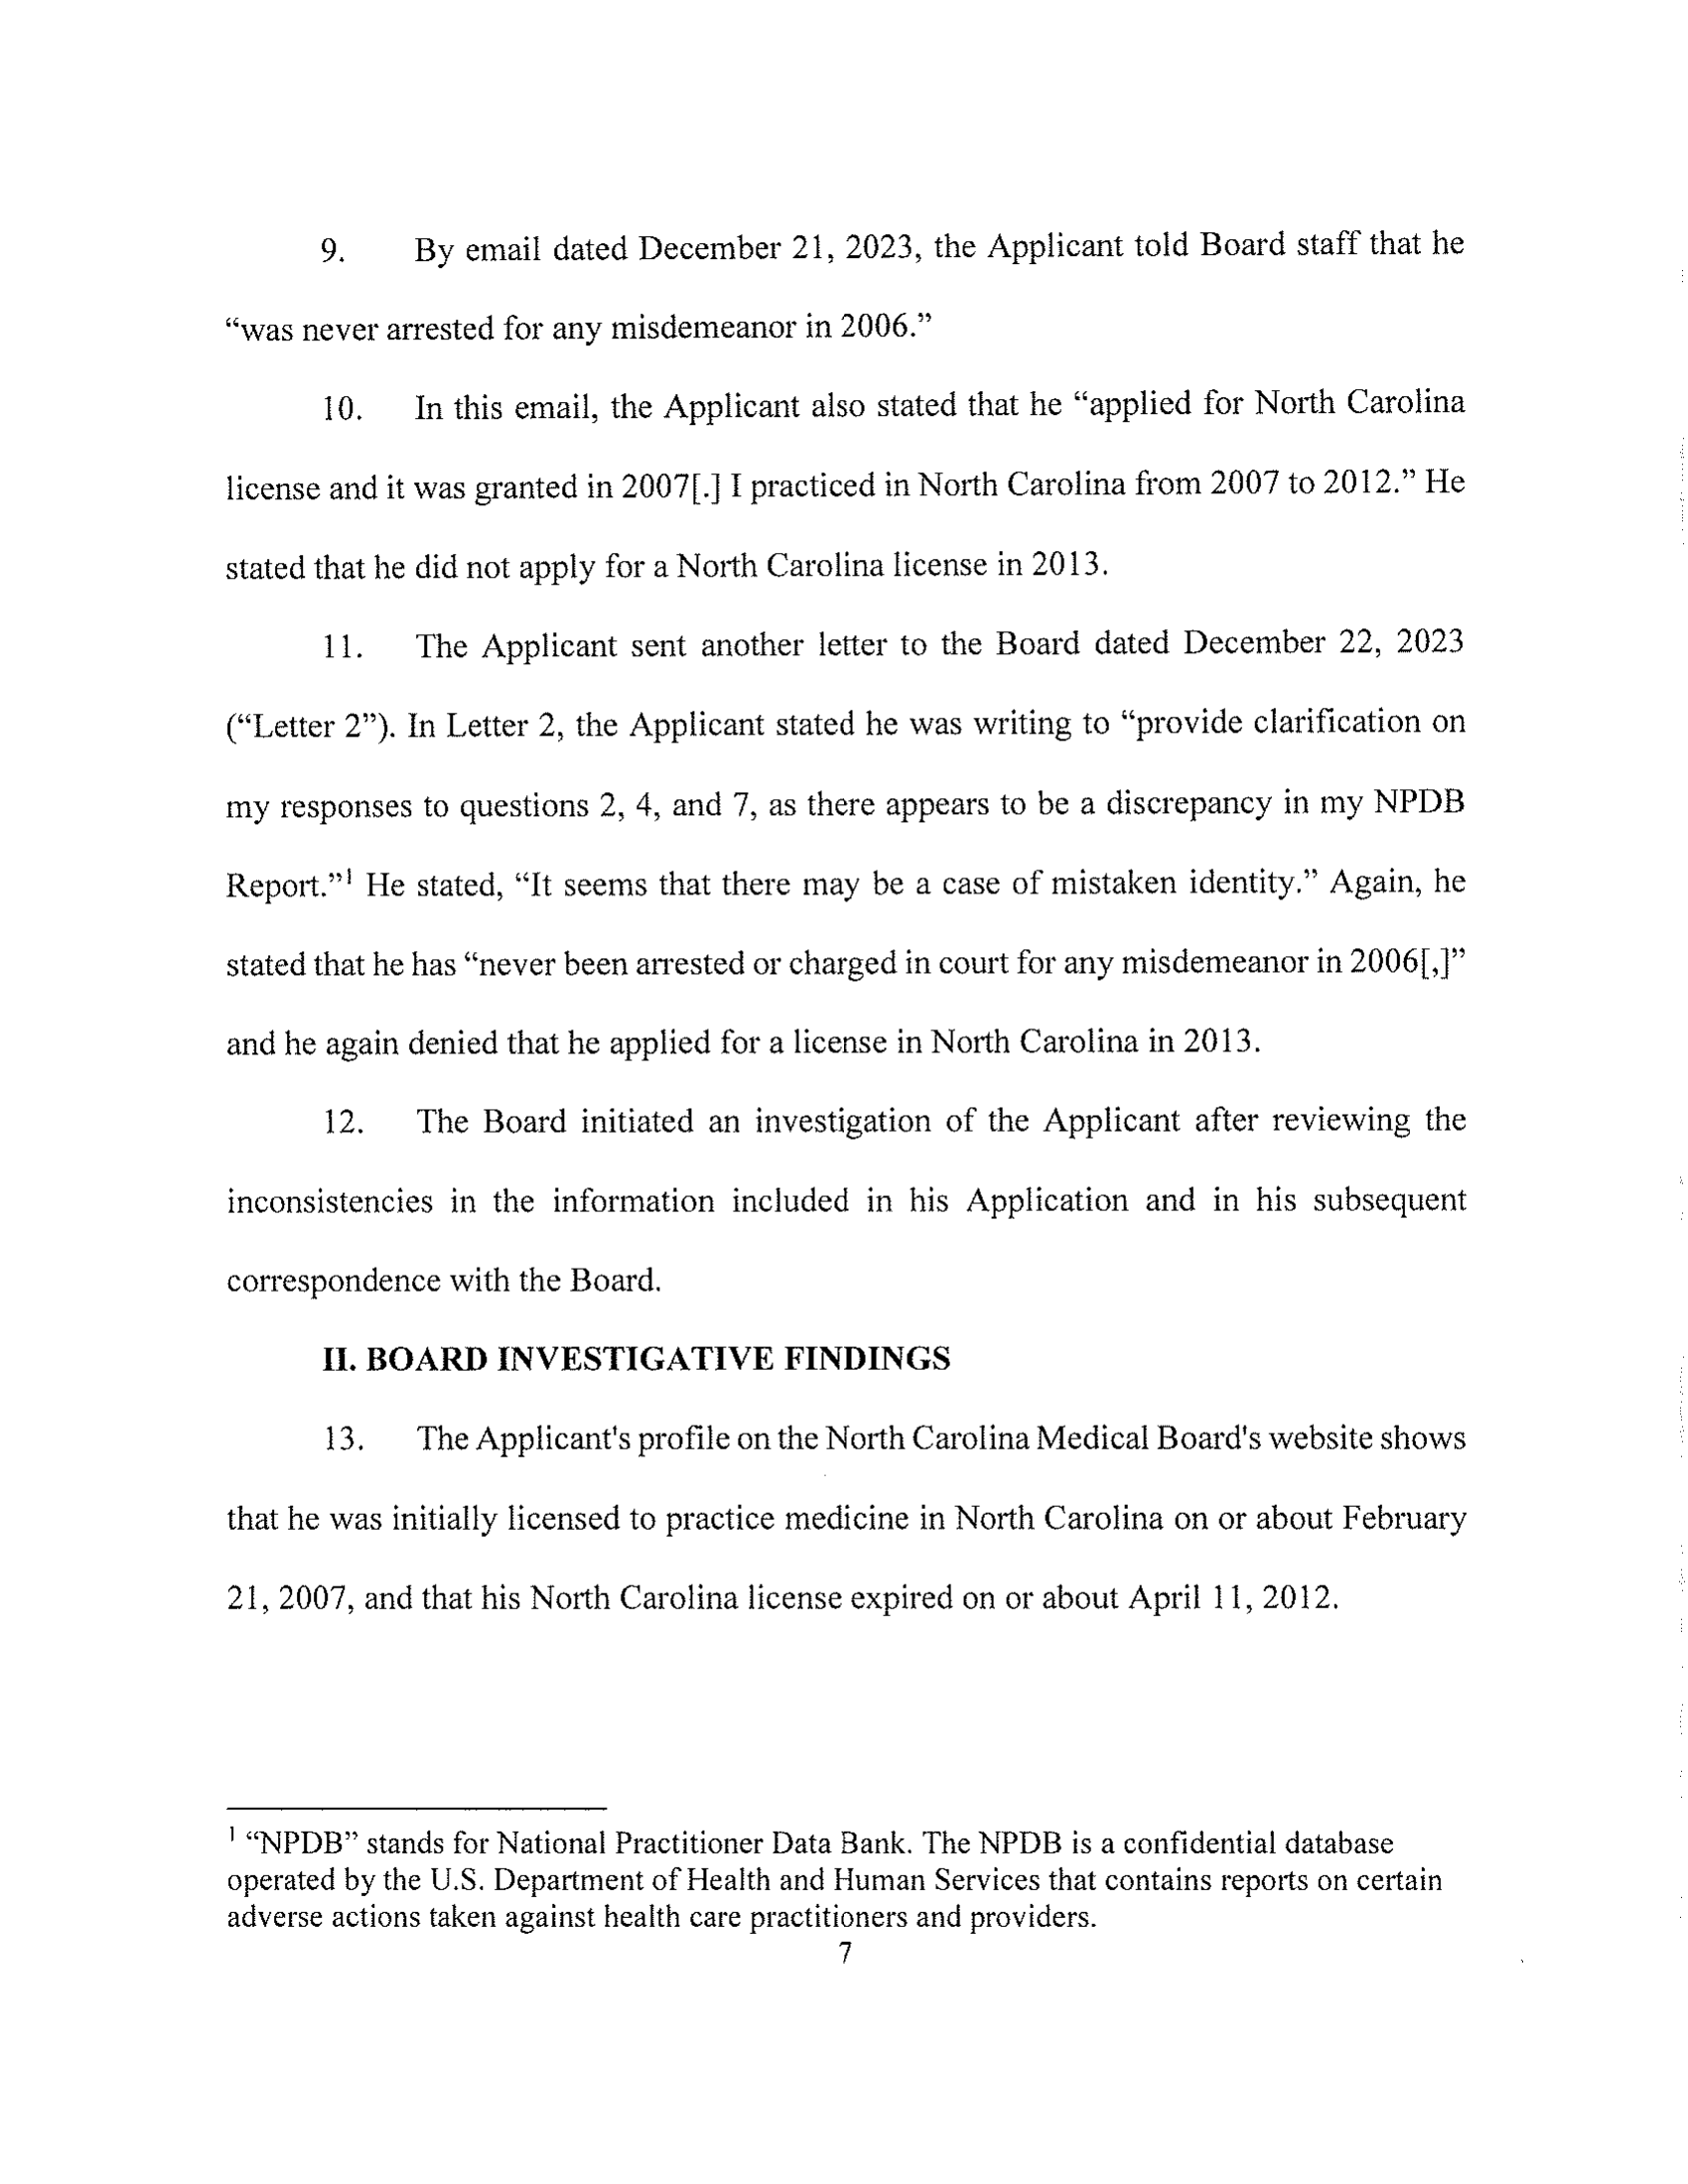 9. By email dated December 21, 2023, the Applicant told Board staff that he
“was never arrested for any misdemeanor in 2006.”
10. In this email, the Applicant also stated that he “applied for North Carolina
license and it was granted in 2007[.] I practiced in North Carolina from 2007 to 2012.” He
stated that he did not apply for a North Carolina license in 2013.
11. The Applicant sent another letter to the Board dated December 22, 2023
(“Letter 2”). In Letter 2, the Applicant stated he was writing to “provide clarification on
my responses to questions 2, 4, and 7, as there appears to be a discrepancy in my NPDB
Report.”¹ He stated, “It seems that there may be a case of mistaken identity.” Again, he
stated that he has “never been arrested or charged in court for any misdemeanor in 2006[,]”
and he again denied that he applied for a license in North Carolina in 2013.
12. The Board initiated an investigation of the Applicant after reviewing the
inconsistencies in the information included in his Application and in his subsequent
correspondence with the Board.
II. BOARD INVESTIGATIVE FINDINGS
13. The Applicant's profile on the North Carolina Medical Board's website shows
that he was initially licensed to practice medicine in North Carolina on or about February
21, 2007, and that his North Carolina license expired on or about April 11, 2012.
¹ “NPDB” stands for National Practitioner Data Bank. The NPDB is a confidential database
operated by the U.S. Department of Health and Human Services that contains reports on certain
adverse actions taken against health care practitioners and providers.
7